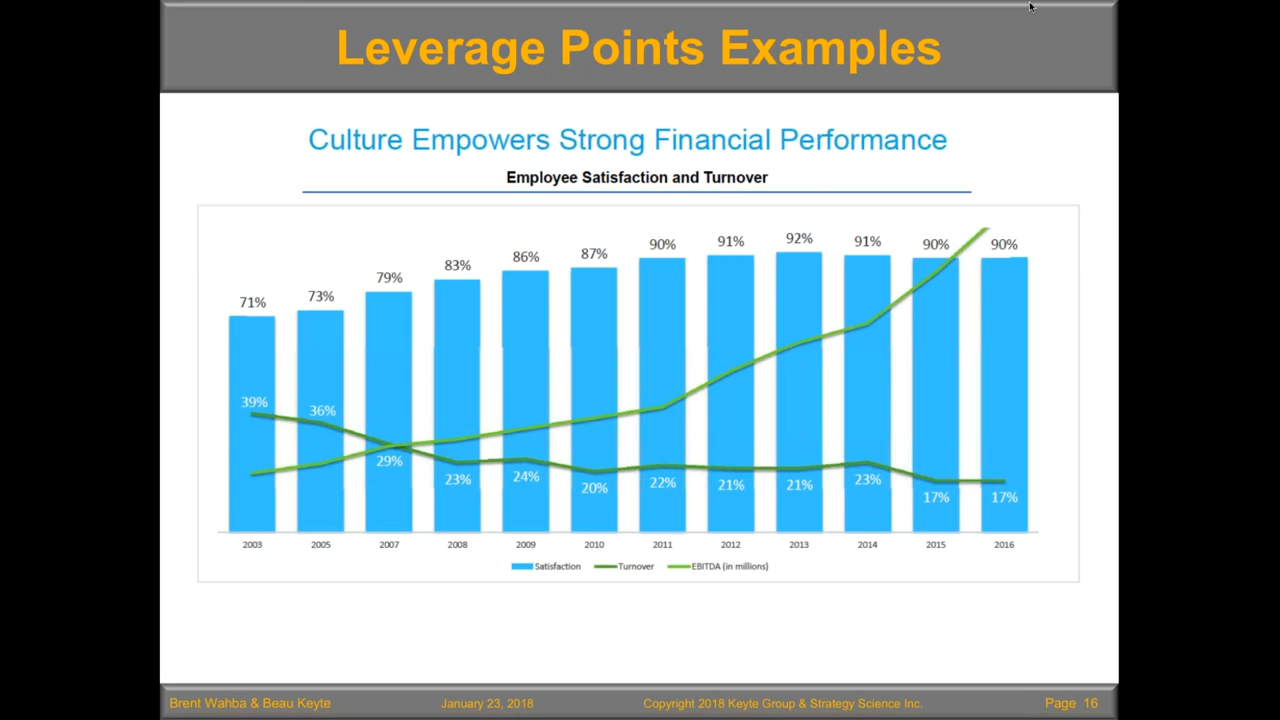 Leverage Points Examples
Culture Empowers Strong Financial Performance
Employee Satisfaction and Turnover
71% 73% 79% 83% 86% 87% 90% 91% 92% 91% 90% 90%
39% 36% 29% 23% 24% 20% 22% 21% 21% 23% 17% 17%
2003 2005 2007 2008 2009 2010 2011 2012 2013 2014 2015 2016
Satisfaction Turnover EBITDA (in millions)
Brent Wahba & Beau Keyte January 23, 2018 Copyright 2018 Keyte Group & Strategy Science Inc. Page 16